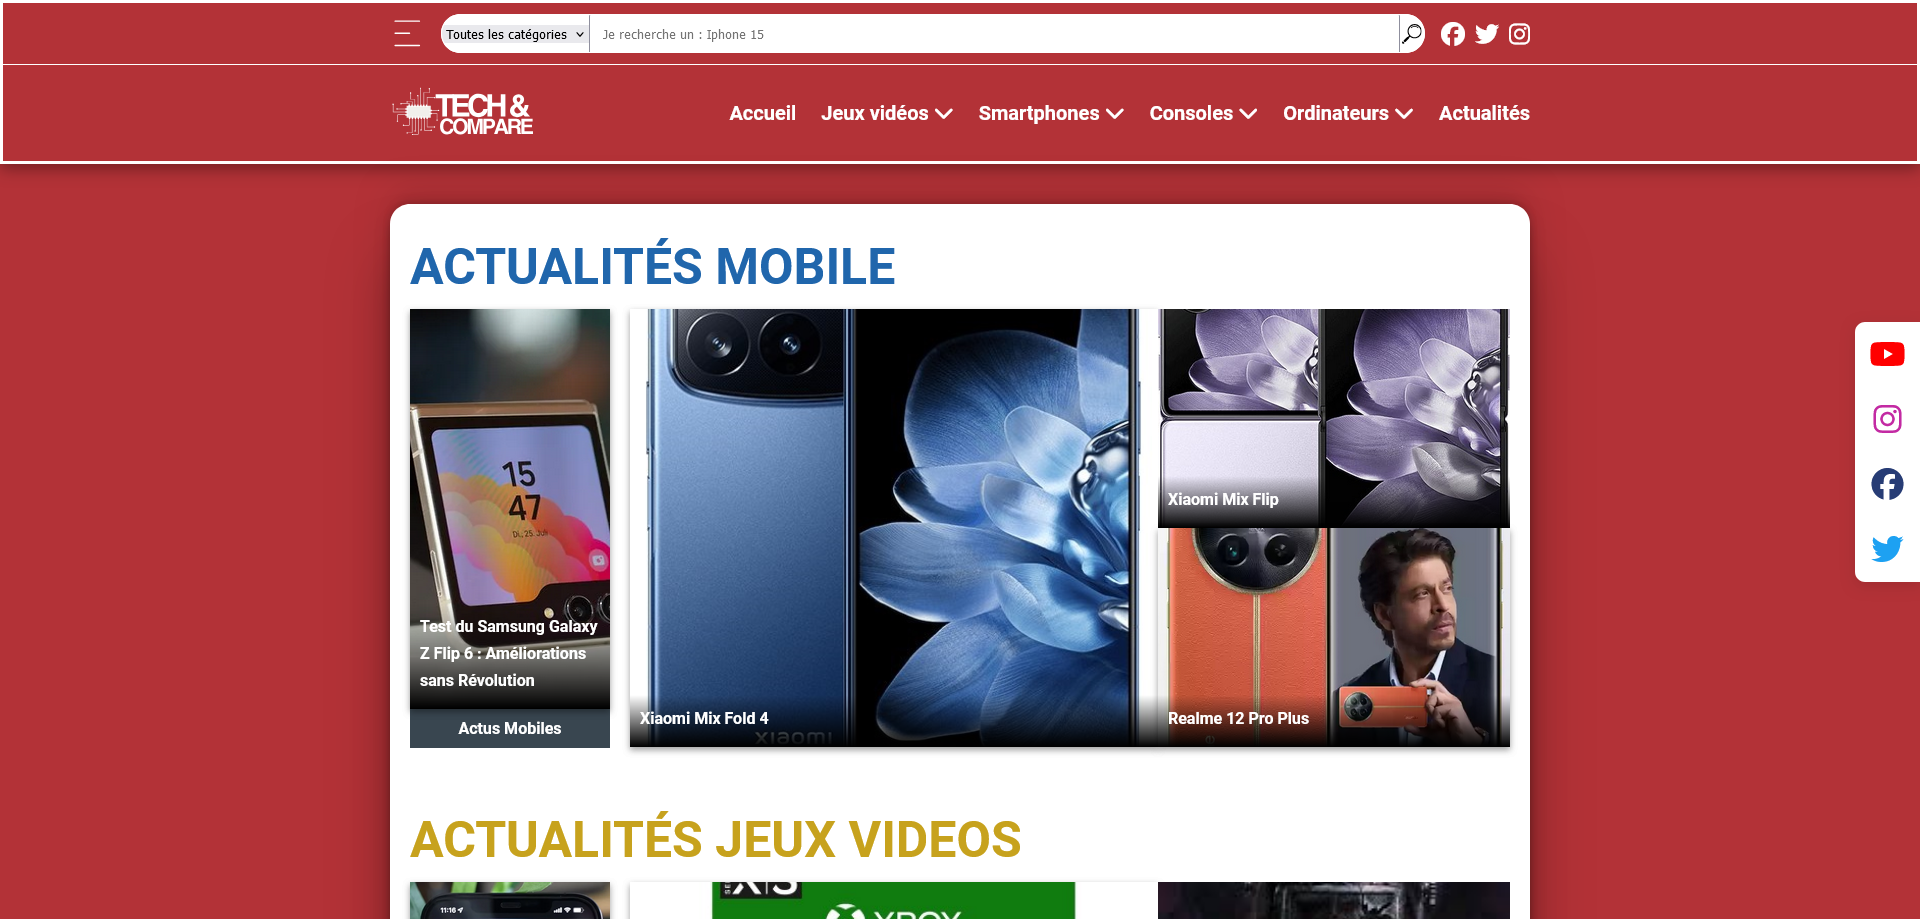 Toutes les catégories
Je recherche un : Iphone 15
TECH &
COMPARE
Accueil
Jeux vidéos
Smartphones
Consoles
Ordinateurs
Actualités
ACTUALITÉS MOBILE
15
47
Test du Samsung Galaxy
Z Flip 6 : Améliorations
sans Révolution
Actus Mobiles
xiaomi
Xiaomi Mix Fold 4
Xiaomi Mix Flip
Realme 12 Pro Plus
ACTUALITÉS JEUX VIDEOS
11:16
X|S
XBOX